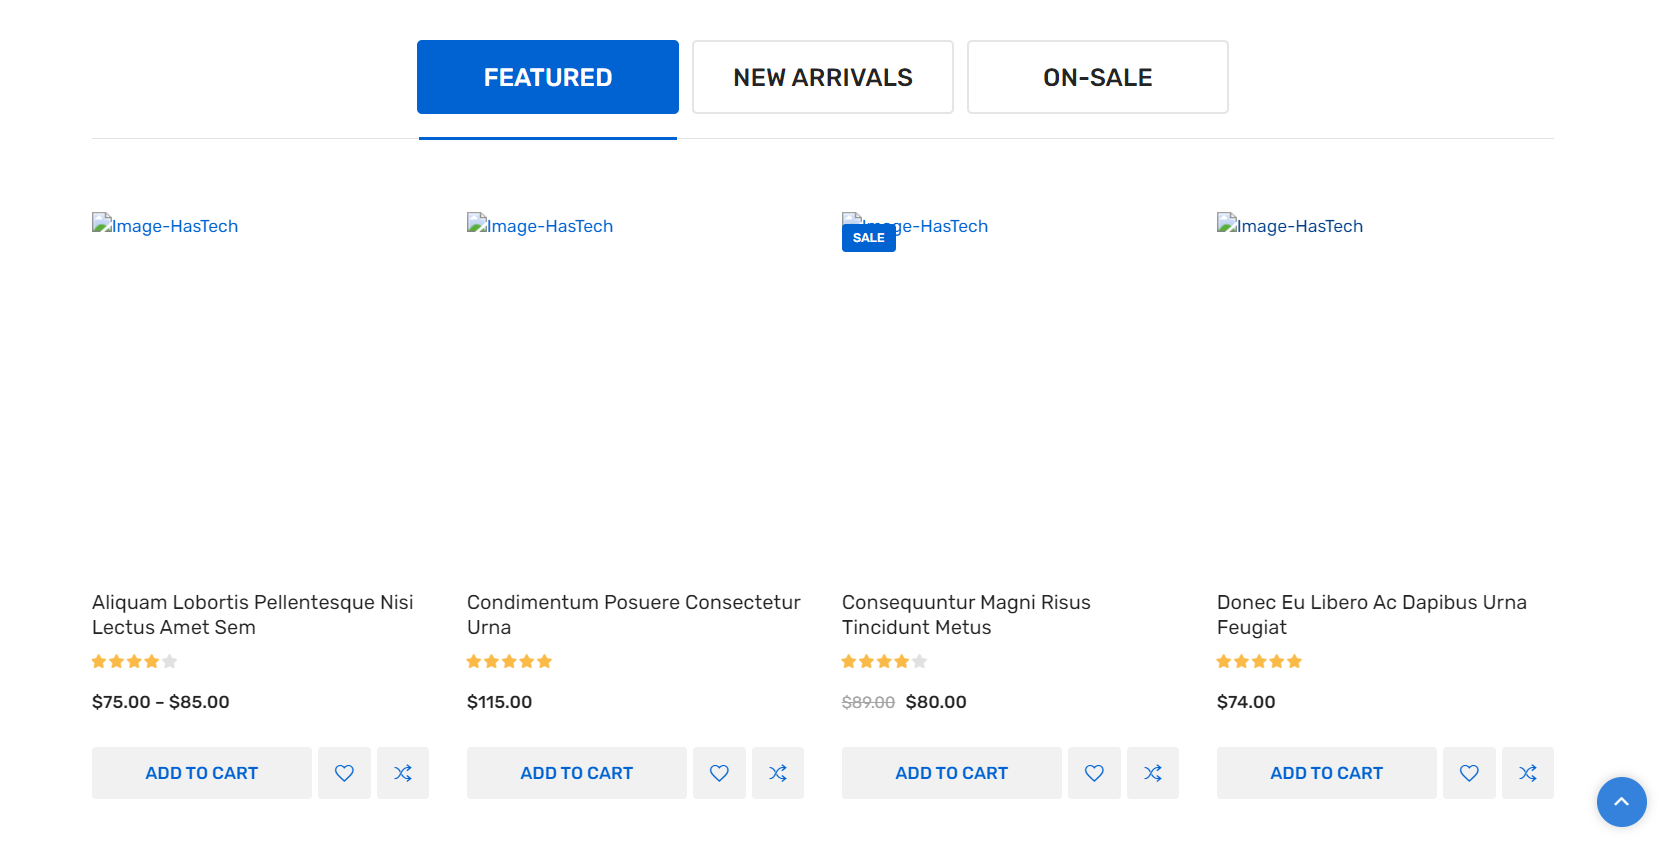 FEATURED
NEW ARRIVALS
ON-SALE
Image-HasTech
Image-HasTech
ge-HasTech
SALE
Image-HasTech
Aliquam Lobortis Pellentesque Nisi
Lectus Amet Sem
$75.00 – $85.00
ADD TO CART
Condimentum Posuere Consectetur
Urna
$115.00
ADD TO CART
Consequuntur Magni Risus
Tincidunt Metus
$89.00 $80.00
ADD TO CART
Donec Eu Libero Ac Dapibus Urna
Feugiat
$74.00
ADD TO CART